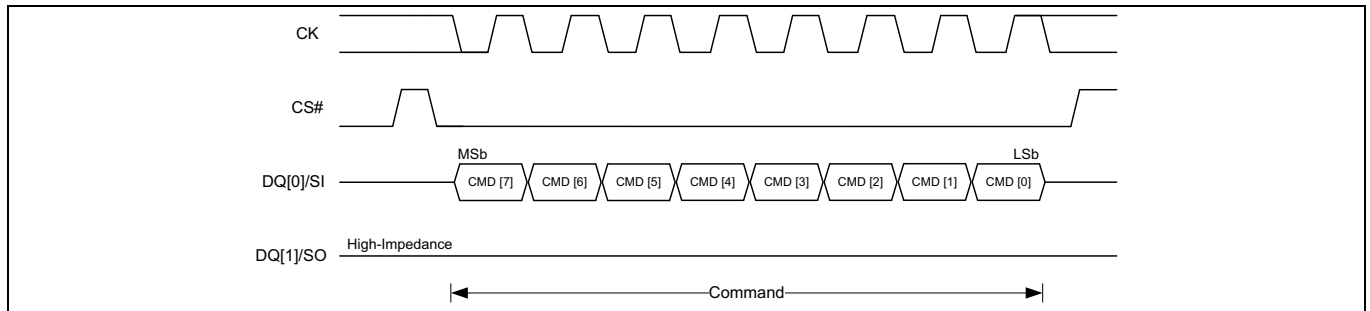 CK
CS#
MSb LSb
DQ[0]/SI CMD [7] CMD [6] CMD [5] CMD [4] CMD [3] CMD [2] CMD [1] CMD [0]
High-Impedance
DQ[1]/SO
Command